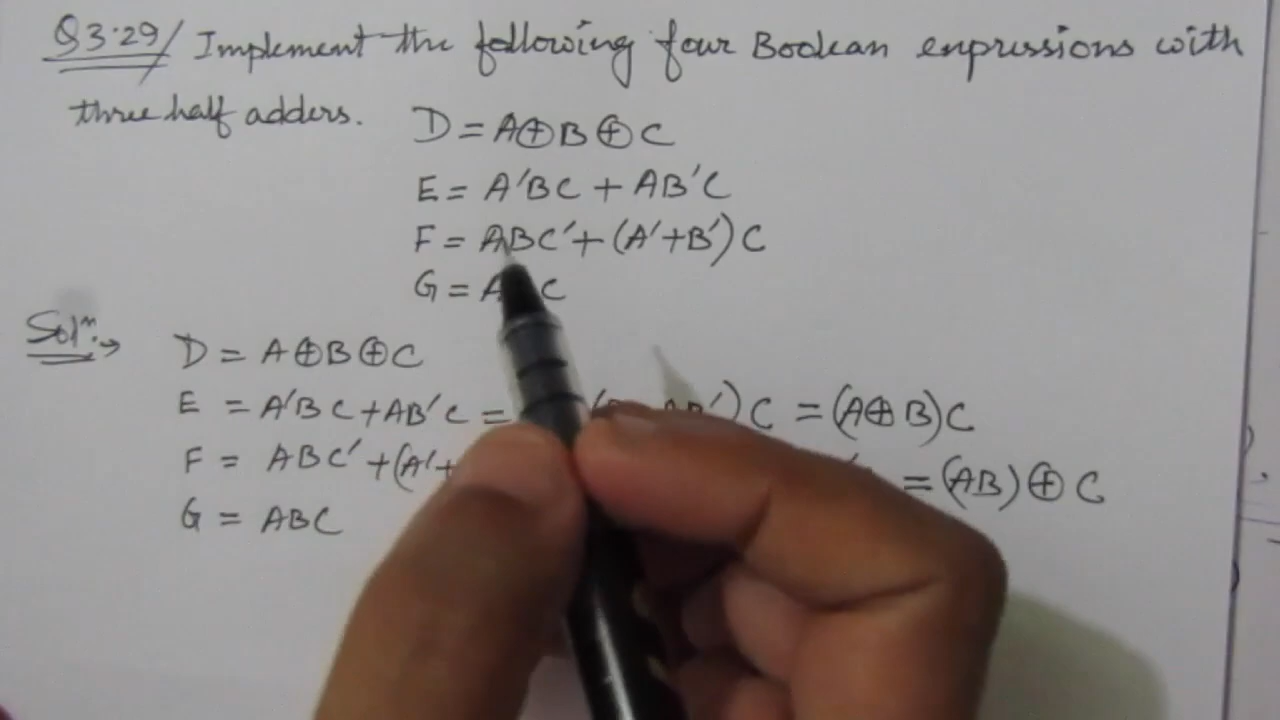 Q3.29/ Implement the following four Boolean enpressions with
three half adders. D = A⊕B⊕C
E = A'BC + AB'C
F = ABC' + (A'+B')C
G = A C
Soln: → D = A⊕B⊕C
E = A'BC + AB'C = )C = (A⊕B)C
F = ABC' + (A'+ = (AB)⊕C
G = ABC